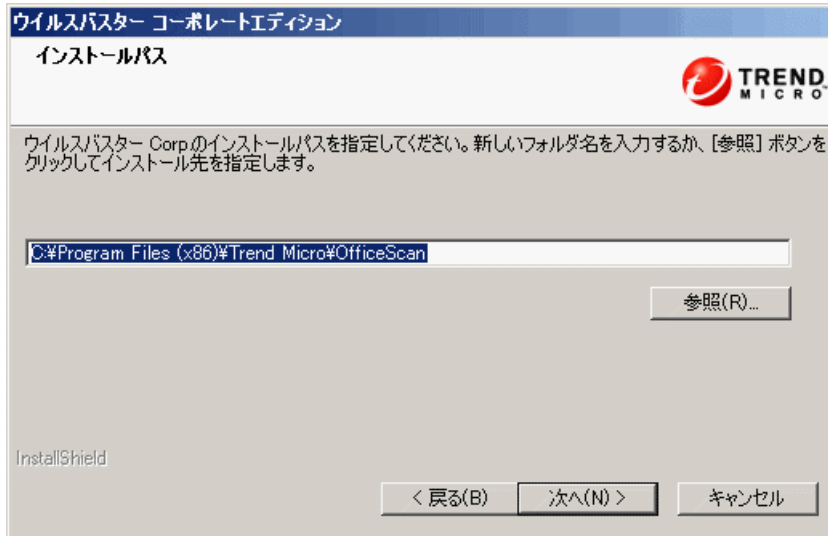 ウイルスバスター コーポレートエディション
インストールパス
TREND
MICRO™
ウイルスバスター Corp.のインストールパスを指定してください。新しいフォルダ名を入力するか、[参照] ボタンを
クリックしてインストール先を指定します。
C:¥Program Files (x86)¥Trend Micro¥OfficeScan
参照(R)...
InstallShield
< 戻る(B)
次へ(N) >
キャンセル